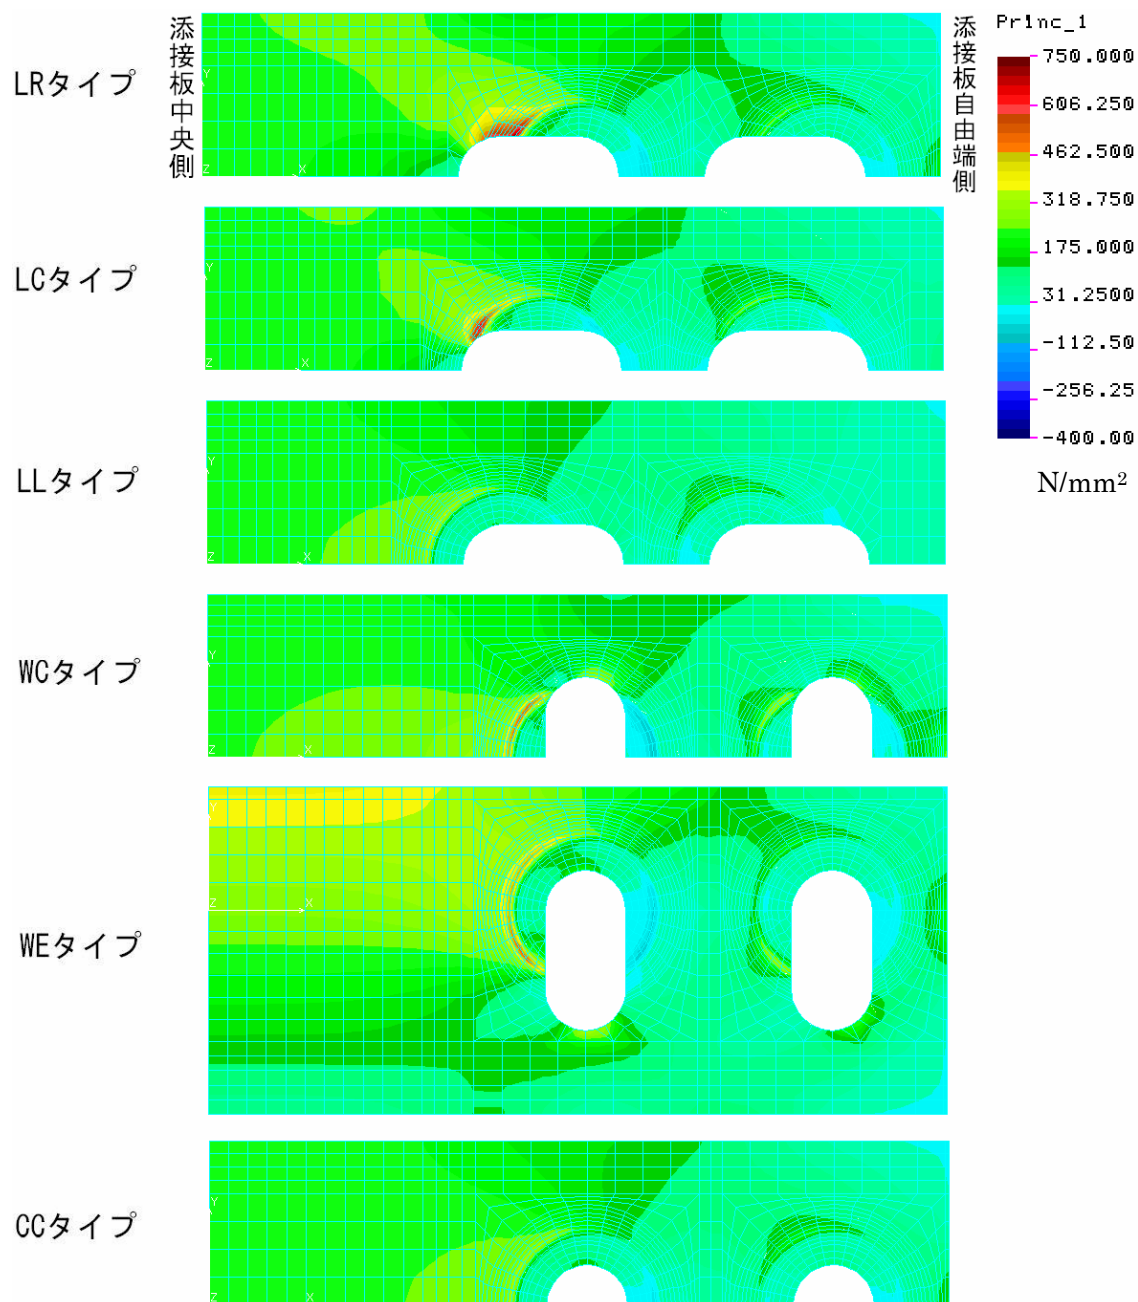 添接板中央側
添接板自由端側
Princ_1
750.000
606.250
462.500
318.750
175.000
31.2500
-112.50
-256.25
-400.00
N/mm²
LRタイプ
Y
Z
X
LCタイプ
Y
Z
X
LLタイプ
Y
Z
X
WCタイプ
Y
Z
X
WEタイプ
Y
Z
X
CCタイプ
Y
Z
X